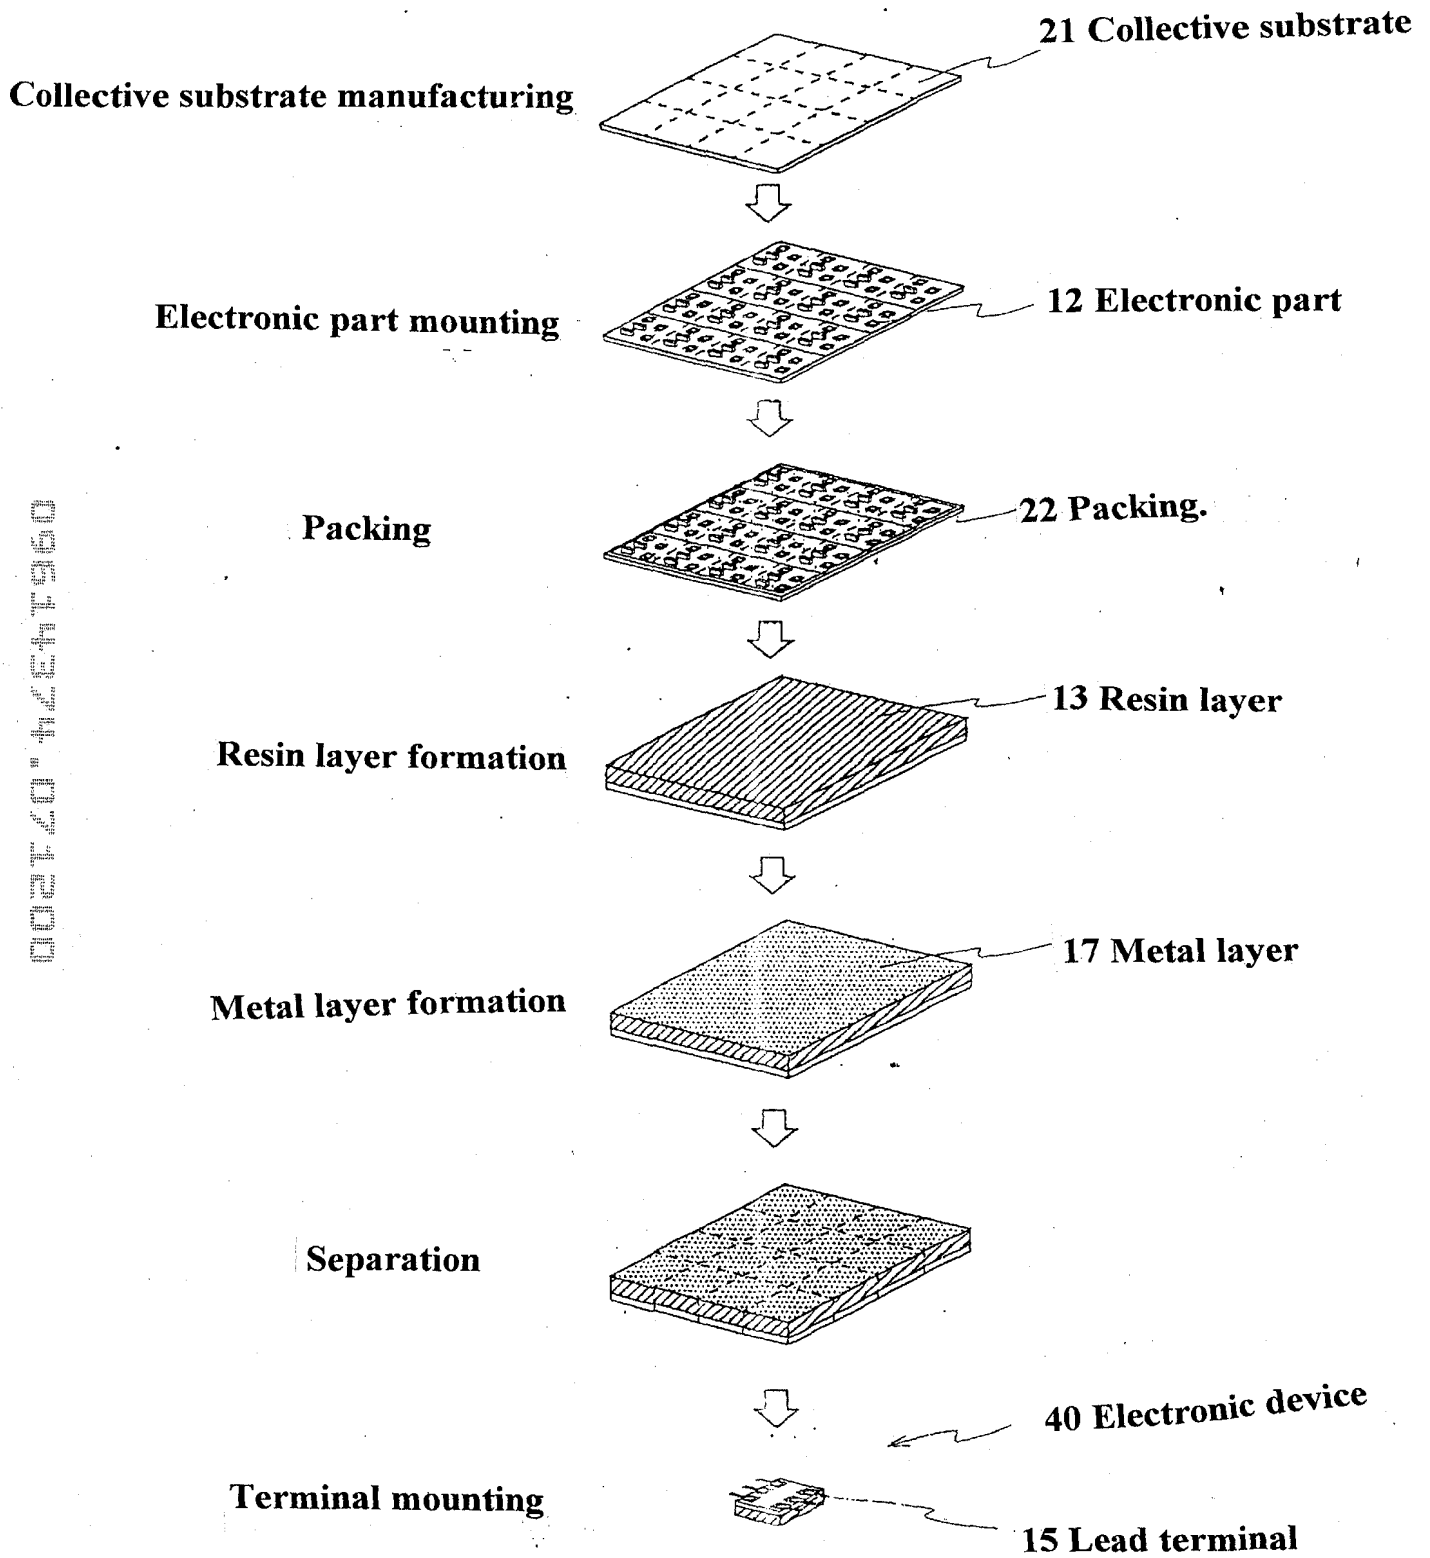 21 Collective substrate
Collective substrate manufacturing
Electronic part mounting
12 Electronic part
Packing
22 Packing.
13 Resin layer
Resin layer formation
17 Metal layer
Metal layer formation
Separation
40 Electronic device
Terminal mounting
15 Lead terminal